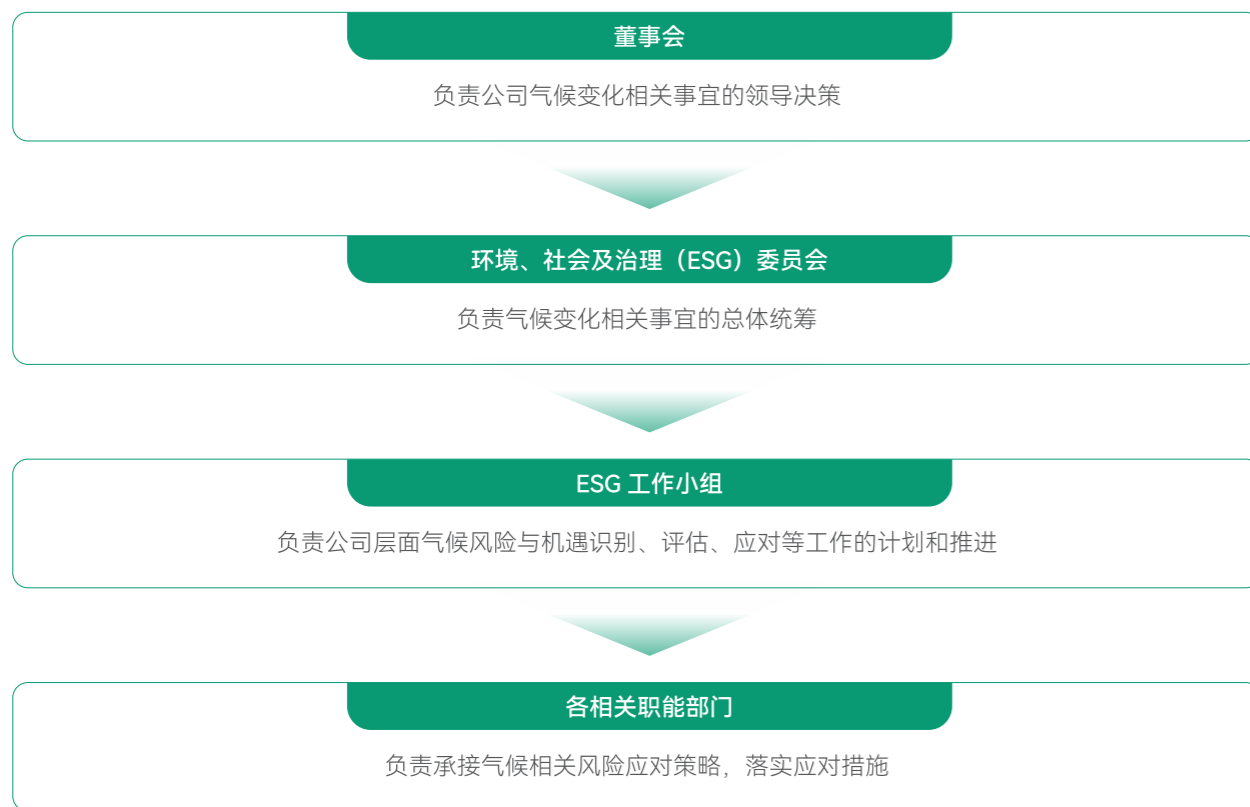 董事会
负责公司气候变化相关事宜的领导决策
环境、社会及治理（ESG）委员会
负责气候变化相关事宜的总体统筹
ESG 工作小组
负责公司层面气候风险与机遇识别、评估、应对等工作的计划和推进
各相关职能部门
负责承接气候相关风险应对策略，落实应对措施